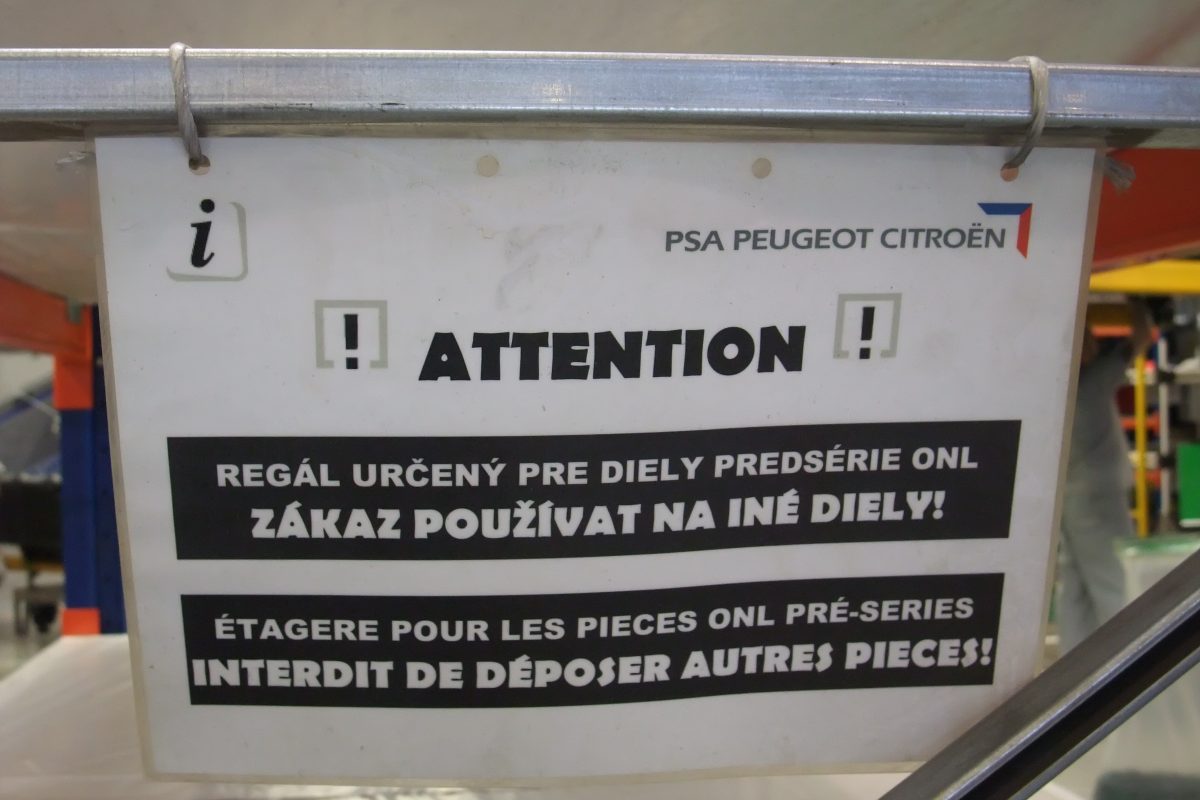 i
PSA PEUGEOT CITROËN
! ATTENTION !
REGÁL URČENÝ PRE DIELY PREDSÉRIE ONL
ZÁKAZ POUŽÍVAT NA INÉ DIELY!
ÉTAGERE POUR LES PIECES ONL PRÉ-SERIES
INTERDIT DE DÉPOSER AUTRES PIECES!